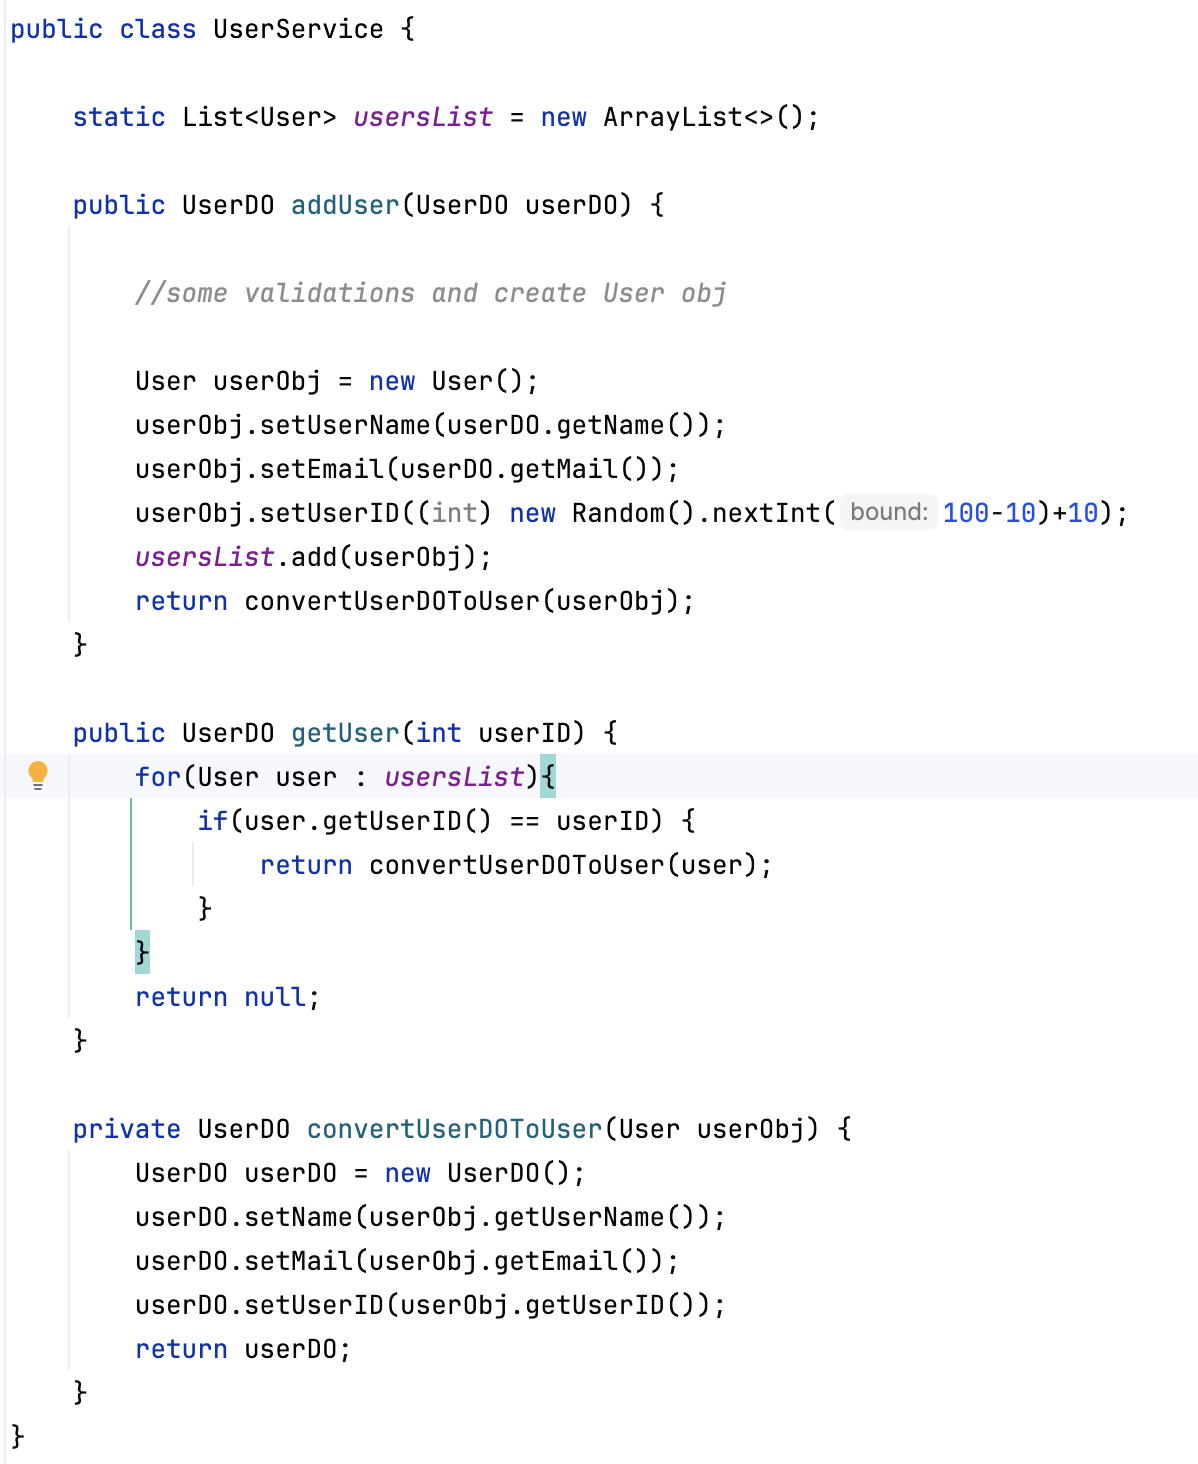 public class UserService {
static List<User> usersList = new ArrayList<>();
public UserDO addUser(UserDO userDO) {
//some validations and create User obj
User userObj = new User();
userObj.setUserName(userDO.getName());
userObj.setEmail(userDO.getMail());
userObj.setUserID((int) new Random().nextInt( bound: 100-10)+10);
usersList.add(userObj);
return convertUserDOToUser(userObj);
}
public UserDO getUser(int userID) {
for(User user : usersList){
if(user.getUserID() == userID) {
return convertUserDOToUser(user);
}
}
return null;
}
private UserDO convertUserDOToUser(User userObj) {
UserDO userDO = new UserDO();
userDO.setName(userObj.getUserName());
userDO.setMail(userObj.getEmail());
userDO.setUserID(userObj.getUserID());
return userDO;
}
}